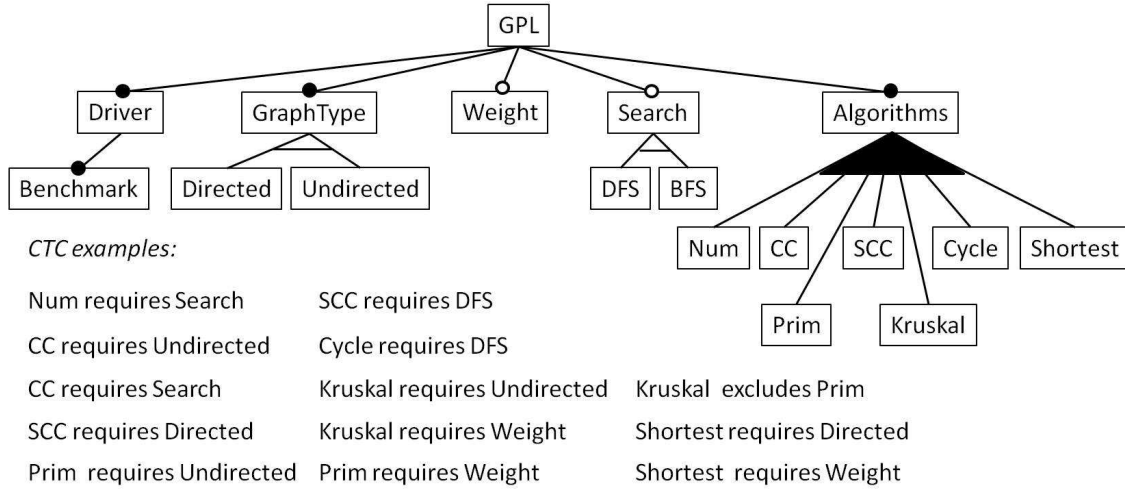 GPL
Driver GraphType Weight Search Algorithms
Benchmark Directed Undirected DFS BFS
Num CC SCC Cycle Shortest
Prim Kruskal
CTC examples:
Num requires Search SCC requires DFS
CC requires Undirected Cycle requires DFS
CC requires Search Kruskal requires Undirected Kruskal excludes Prim
SCC requires Directed Kruskal requires Weight Shortest requires Directed
Prim requires Undirected Prim requires Weight Shortest requires Weight